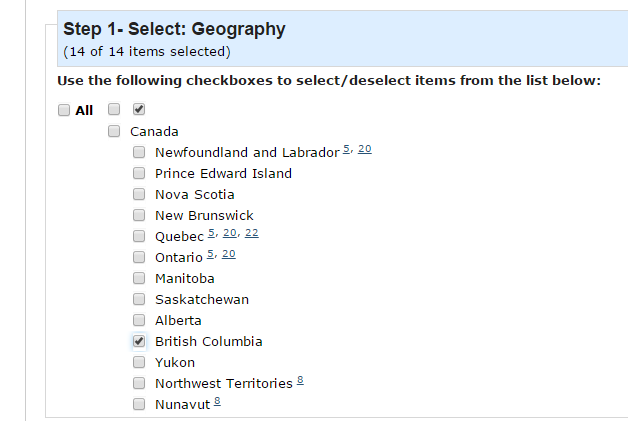 Step 1- Select: Geography
(14 of 14 items selected)
Use the following checkboxes to select/deselect items from the list below:
All
Canada
Newfoundland and Labrador 5, 20
Prince Edward Island
Nova Scotia
New Brunswick
Quebec 5, 20, 22
Ontario 5, 20
Manitoba
Saskatchewan
Alberta
British Columbia
Yukon
Northwest Territories 8
Nunavut 8